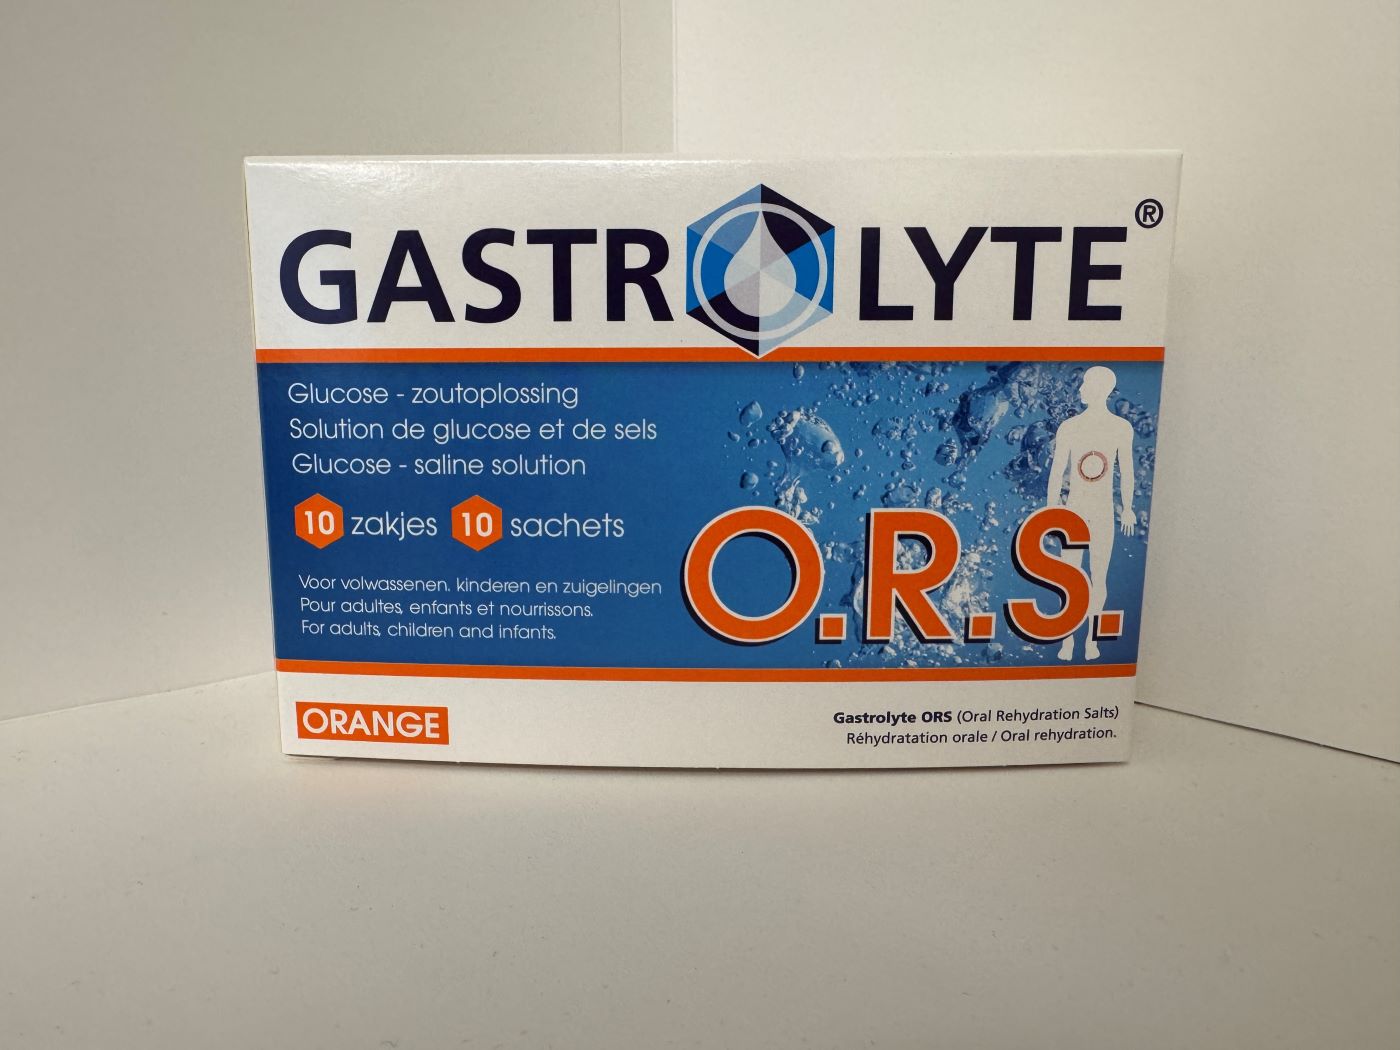 GASTROLYTE®
Glucose - zoutoplossing
Solution de glucose et de sels
Glucose - saline solution
10 zakjes 10 sachets
Voor volwassenen. kinderen en zuigelingen
Pour adultes, enfants et nourrissons.
For adults, children and infants.
O.R.S.
ORANGE
Gastrolyte ORS (Oral Rehydration Salts)
Réhydratation orale / Oral rehydration.